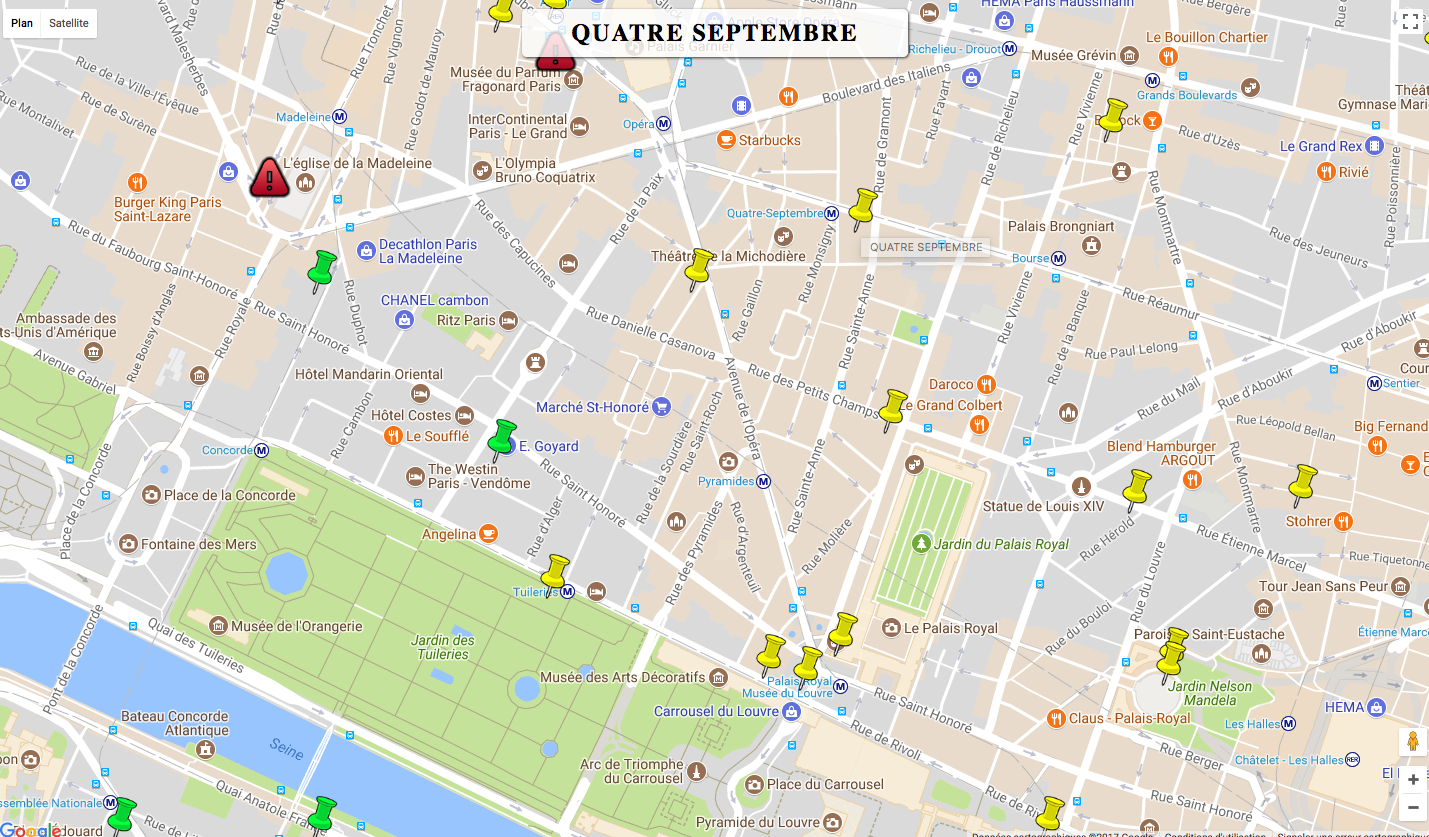 Plan
Satellite
QUATRE SEPTEMBRE
HEMA Paris Haussmann
Rue Bergère
Palais Garnier
Richelieu - Drouot
Musée Grévin
Le Bouillon Chartier
Grands Boulevards
Gymnase Mari
Rue Tronchet
Rue Vignon
Rue Godot de Mauroy
Malesherbes
Rue de la Ville-l'Évêque
Rue de Surène
Rue Montalivet
Madeleine
Musée du Parfum
Fragonard Paris
InterContinental
Paris - Le Grand
Opéra
Boulevard des Italiens
Starbucks
Rue de Gramont
Rue Favart
Rue de Richelieu
Rue Vivienne
Rue d'Uzès
Le Grand Rex
Rivié
Rue Poissonnière
L'église de la Madeleine
L'Olympia
Bruno Coquatrix
Burger King Paris
Saint-Lazare
Rue du Faubourg Saint-Honoré
Decathlon Paris
La Madeleine
Rue des Capucines
Rue de la Paix
Quatre-Septembre
QUATRE SEPTEMBRE
Palais Brongniart
Bourse
Rue Montmartre
Rue des Jeuneurs
Rue Réaumur
Rue Monsigny
Rue Gaillon
Rue Sainte-Anne
Rue Vivienne
Rue de la Banque
Rue Paul Lelong
Rue d'Aboukir
CHANEL cambon
Ritz Paris
Rue Danielle Casanova
Rue des Petits Champs
Ambassade des
ts-Unis d'Amérique
Avenue Gabriel
Rue Boissy d'Anglas
Rue Royale
Rue Saint Honoré
Rue Duphot
Hôtel Mandarin Oriental
Hôtel Costes
Le Soufflé
Rue Cambon
Marché St-Honoré
E. Goyard
Avenue de l'Opéra
Rue Saint-Roch
Rue de la Sourdière
Daroco
Le Grand Colbert
Rue du Mail
Rue d'Aboukir
Sentier
Cour
Rue Léopold Bellan
Big Fernand
Blend Hamburger
ARGOUT
Concorde
The Westin
Paris - Vendôme
Rue Saint Honoré
Pyramides
Rue Sainte-Anne
Statue de Louis XIV
Rue Montmartre
Stohrer
Place de la Concorde
Place de la Concorde
Fontaine des Mers
Angelina
Rue d'Alger
Rue des Pyramides
Rue d'Argenteuil
Rue Molière
Jardin du Palais Royal
Rue Hérold
Rue Étienne Marcel
Rue Tiquetonne
Tour Jean Sans Peur
Rue du Louvre
Tuileries
Musée de l'Orangerie
Jardin des
Tuileries
Le Palais Royal
Rue du Bouloi
Saint-Eustache
Étienne Marce
Pont de la Concorde
Quai des Tuileries
Musée des Arts Décoratifs
Palais Royal
Musée du Louvre
Carrousel du Louvre
Rue Saint Honoré
Rue de Rivoli
Jardin Nelson
Mandela
Les Halles
HEMA
Claus - Palais-Royal
Rue Berger
Châtelet - Les Halles
RER
Bateau Concorde
Atlantique
Seine
Arc de Triomphe
du Carrousel
Place du Carrousel
Pyramide du Louvre
Rue Saint Honoré
Quai Anatole
ssemblée Nationale
Google
douard
Données cartographiques ©2017 Google
Conditions d'utilisation
Signaler une erreur cartographique